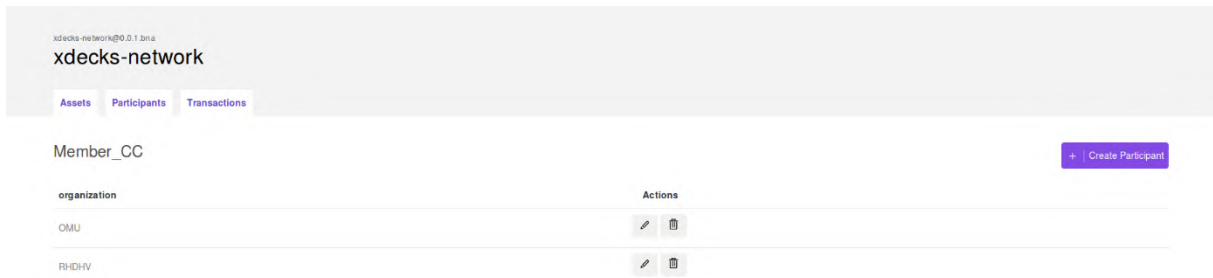 xdecks-network@0.0.1.bna
xdecks-network
Assets Participants Transactions
Member_CC
+ | Create Participant
organization Actions
OMU
RHDHV